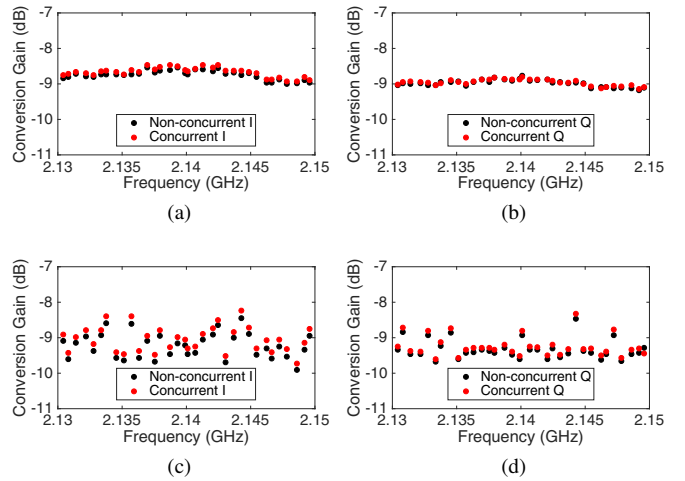 Conversion Gain (dB)
-7
-8
-9
-10
-11
Non-concurrent I
Concurrent I
2.13 2.135 2.14 2.145 2.15
Frequency (GHz)
(a)
Conversion Gain (dB)
-7
-8
-9
-10
-11
Non-concurrent Q
Concurrent Q
2.13 2.135 2.14 2.145 2.15
Frequency (GHz)
(b)
Conversion Gain (dB)
-7
-8
-9
-10
-11
Non-concurrent I
Concurrent I
2.13 2.135 2.14 2.145 2.15
Frequency (GHz)
(c)
Conversion Gain (dB)
-7
-8
-9
-10
-11
Non-concurrent Q
Concurrent Q
2.13 2.135 2.14 2.145 2.15
Frequency (GHz)
(d)